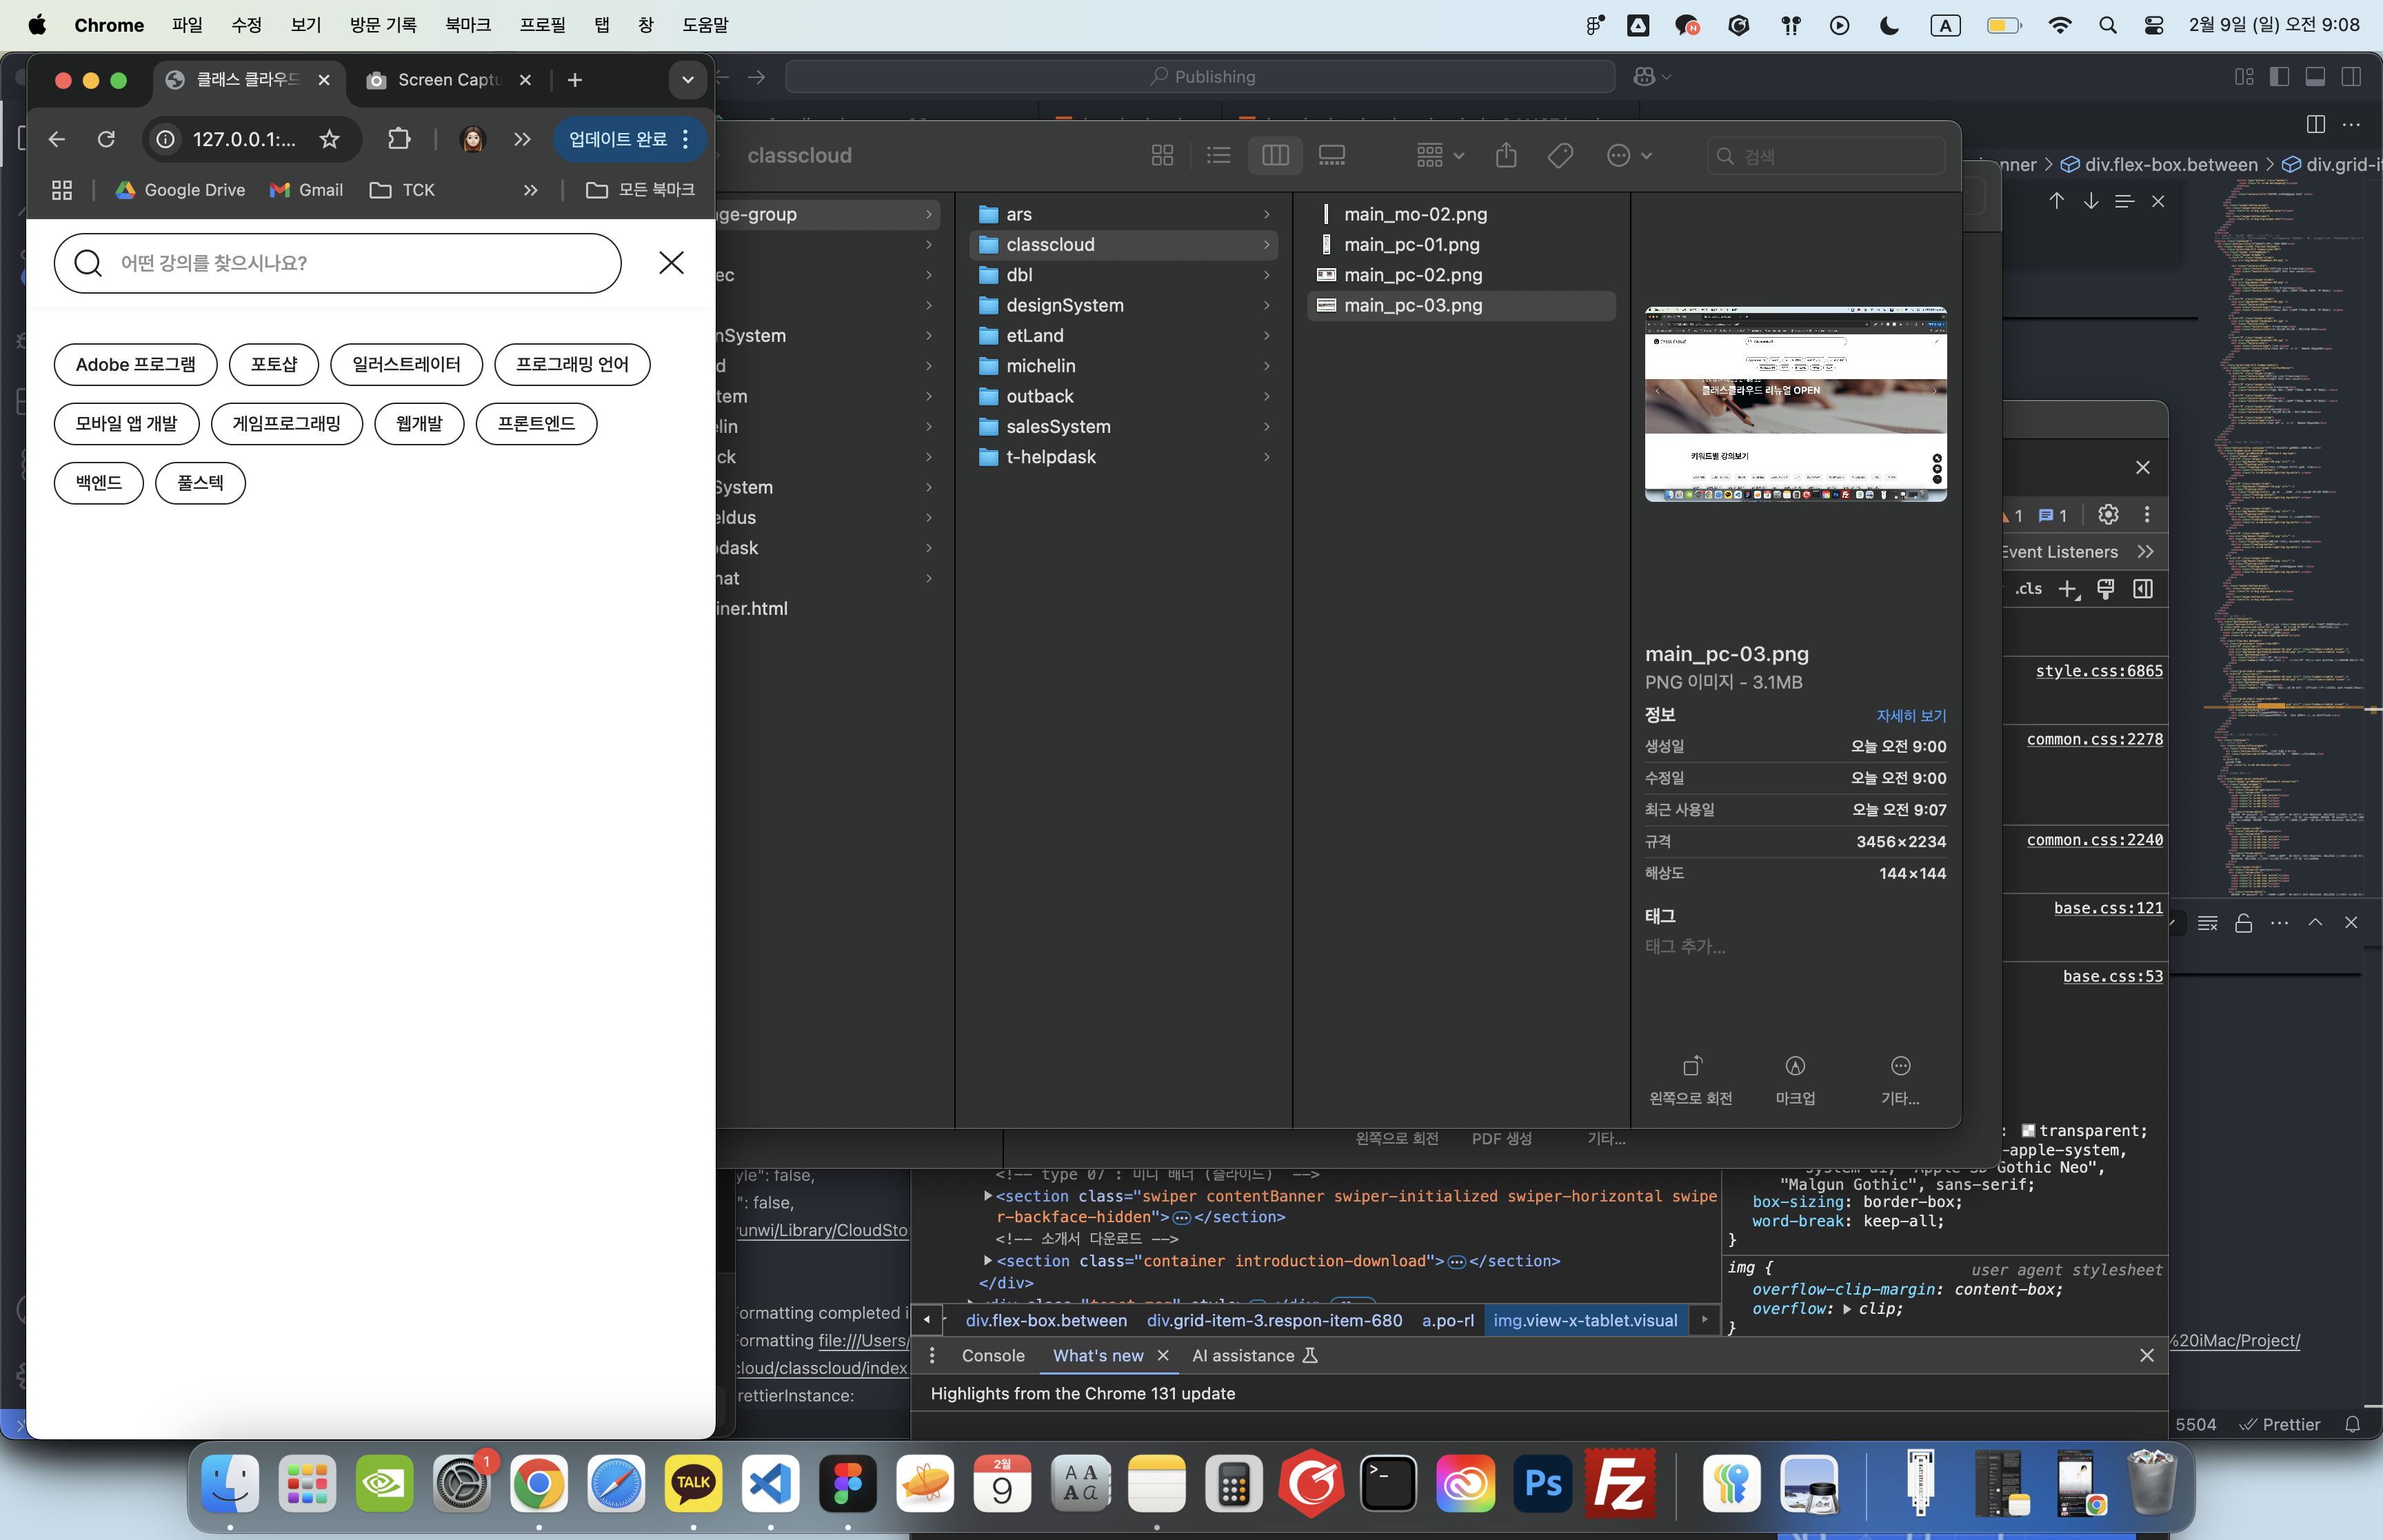 Chrome 파일 수정 보기 방문 기록 북마크 프로필 탭 창 도움말
A 2월 9일 (일) 오전 9:08
클래스 클라우드
Screen Captu
Publishing
127.0.0.1:...
업데이트 완료
Google Drive Gmail TCK 모든 북마크
어떤 강의를 찾으시나요?
Adobe 프로그램 포토샵 일러스트레이터 프로그래밍 언어
모바일 앱 개발 게임프로그래밍 웹개발 프론트엔드
백엔드 풀스텍
classcloud
검색
ge-group
ec
nSystem
d
tem
lin
ck
System
eldus
dask
hat
iner.html
ars
classcloud
dbl
designSystem
etLand
michelin
outback
salesSystem
t-helpdask
main_mo-02.png
main_pc-01.png
main_pc-02.png
main_pc-03.png
클래스클라우드 리뉴얼 OPEN
키워드별 강의보기
main_pc-03.png
PNG 이미지 - 3.1MB
정보 자세히 보기
생성일 오늘 오전 9:00
수정일 오늘 오전 9:00
최근 사용일 오늘 오전 9:07
규격 3456×2234
해상도 144×144
태그
태그 추가...
왼쪽으로 회전 마크업 기타...
왼쪽으로 회전 PDF 생성 기타...
nner > div.flex-box.between > div.grid-it
1 1
Event Listeners
.cls
style.css:6865
common.css:2278
common.css:2240
base.css:121
base.css:53
: transparent;
-apple-system,
system-ui, "Apple SD Gothic Neo",
"Malgun Gothic", sans-serif;
box-sizing: border-box;
word-break: keep-all;
}
img { user agent stylesheet
overflow-clip-margin: content-box;
overflow: clip;
}
yle": false,
": false,
unwi/Library/CloudSto
Formatting completed i
Formatting file:///Users/
cloud/classcloud/index
rettierInstance:
<!-- type 07 : 미니 배너 (슬라이드) -->
<section class="swiper contentBanner swiper-initialized swiper-horizontal swipe
r-backface-hidden">…</section>
<!-- 소개서 다운로드 -->
<section class="container introduction-download">…</section>
</div>
div.flex-box.between div.grid-item-3.respon-item-680 a.po-rl img.view-x-tablet.visual
Console What's new AI assistance
Highlights from the Chrome 131 update
%20iMac/Project/
5504 Prettier
1
TALK
2월
9
Ps
Fz